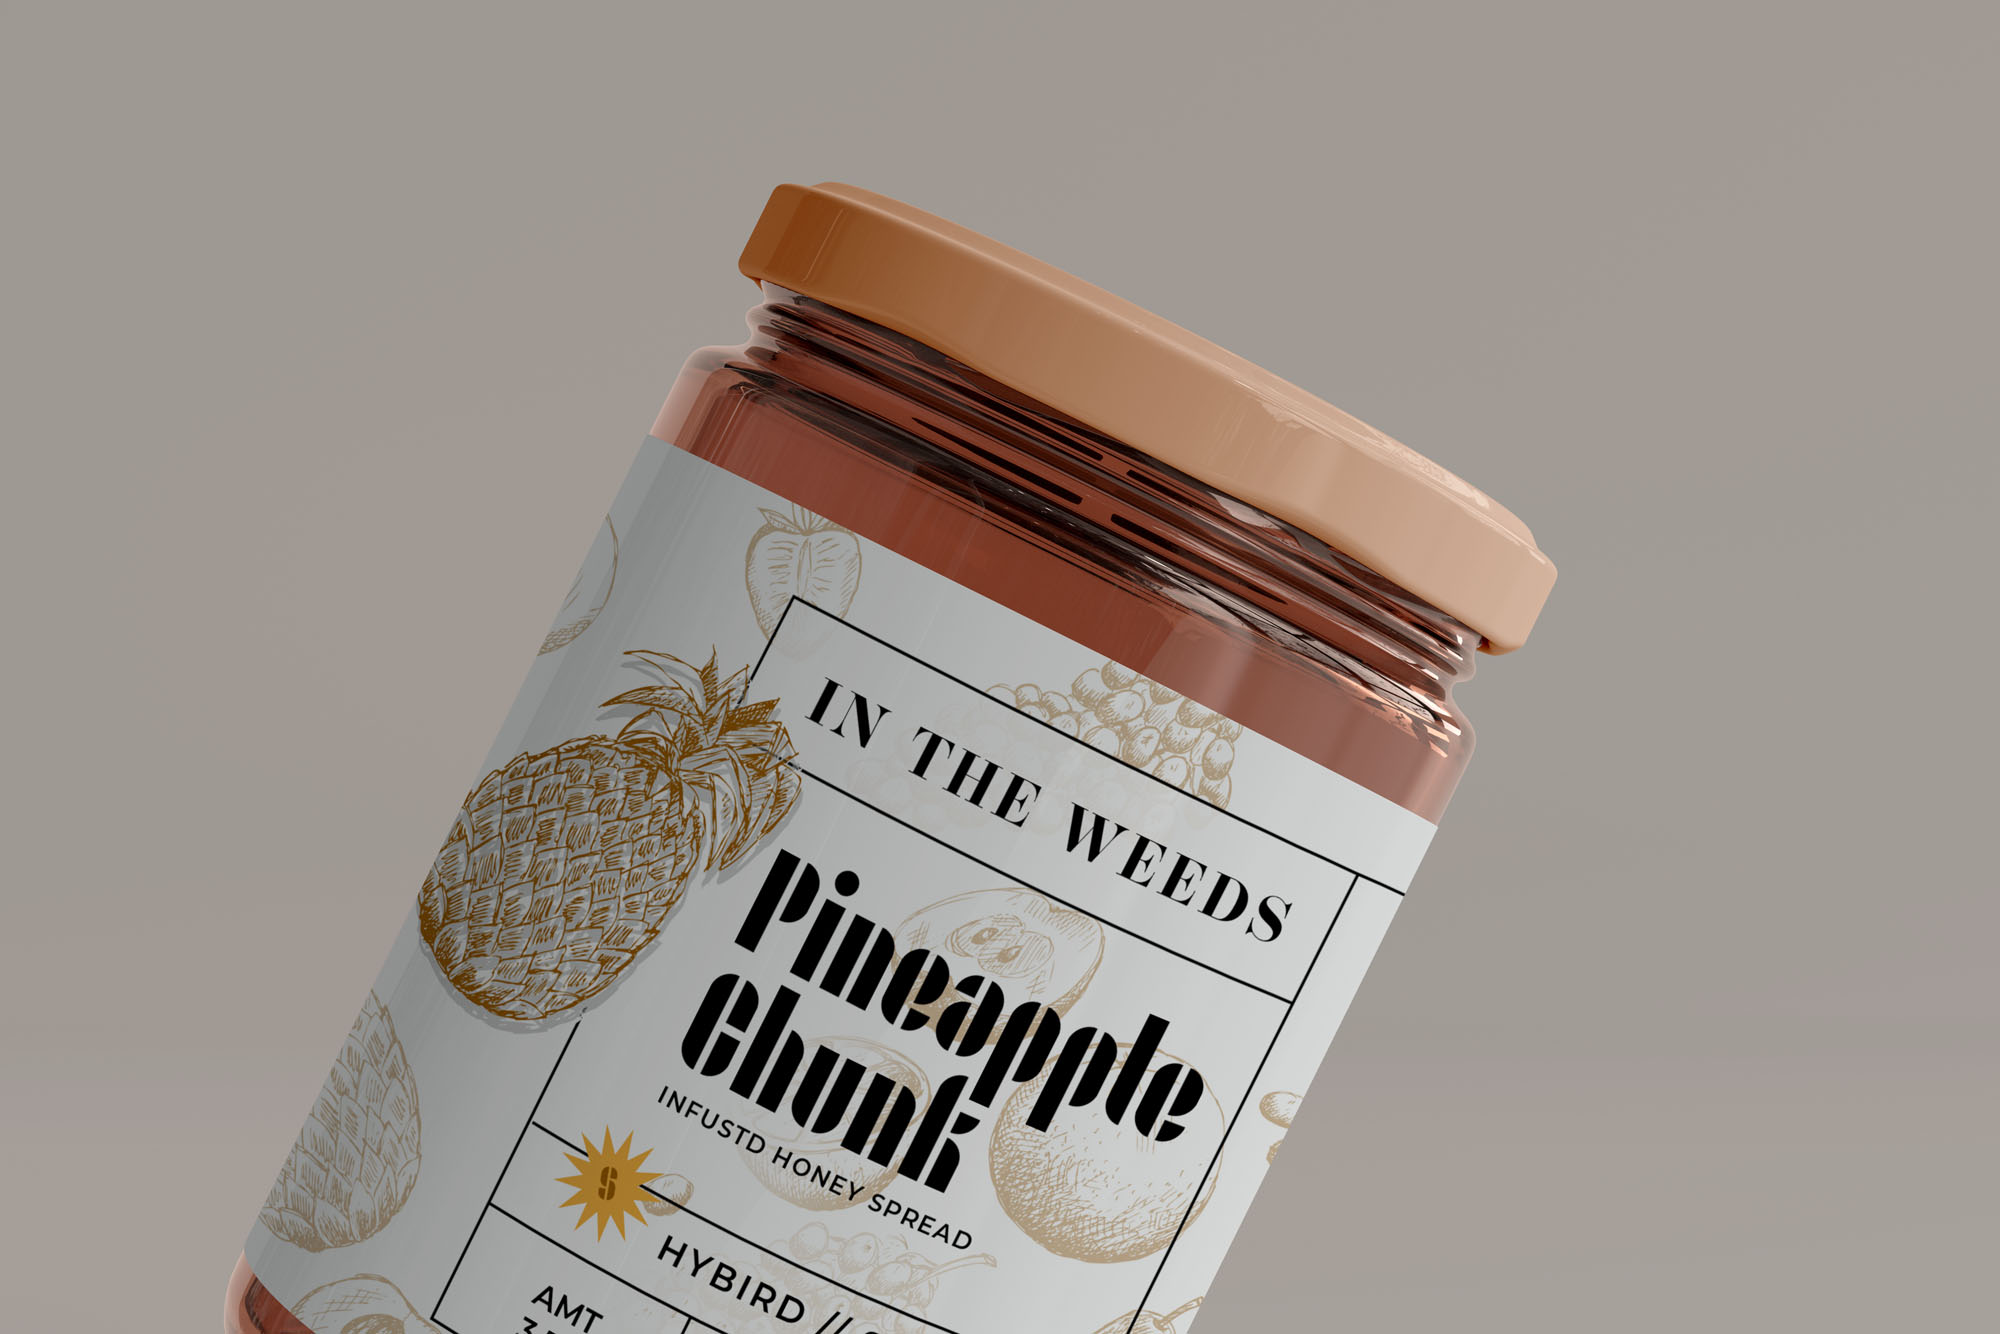 IN THE WEEDS
Pineapple
Chunk
INFUSTD HONEY SPREAD
S
HYBIRD //
AMT